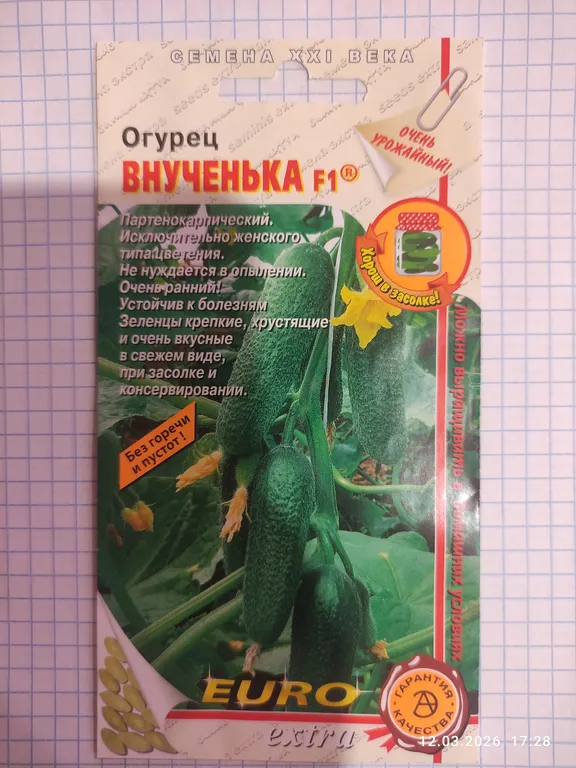 СЕМЕНА XXI ВЕКА
Огурец
ВНУЧЕНЬКА F1®
ОЧЕНЬ
УРОЖАЙНЫЙ!
Партенокарпический.
Исключительно женского
типа цветения.
Не нуждается в опылении.
Очень ранний!
Устойчив к болезням
Зеленцы крепкие, хрустящие
и очень вкусные
в свежем виде,
при засолке и
консервировании.
Хорош в засолке!
Без горечи
и пустот!
Можно выращивание в домашних условиях
EURO
extra
ГАРАНТИЯ
КАЧЕСТВА
12.03.2026 17:28